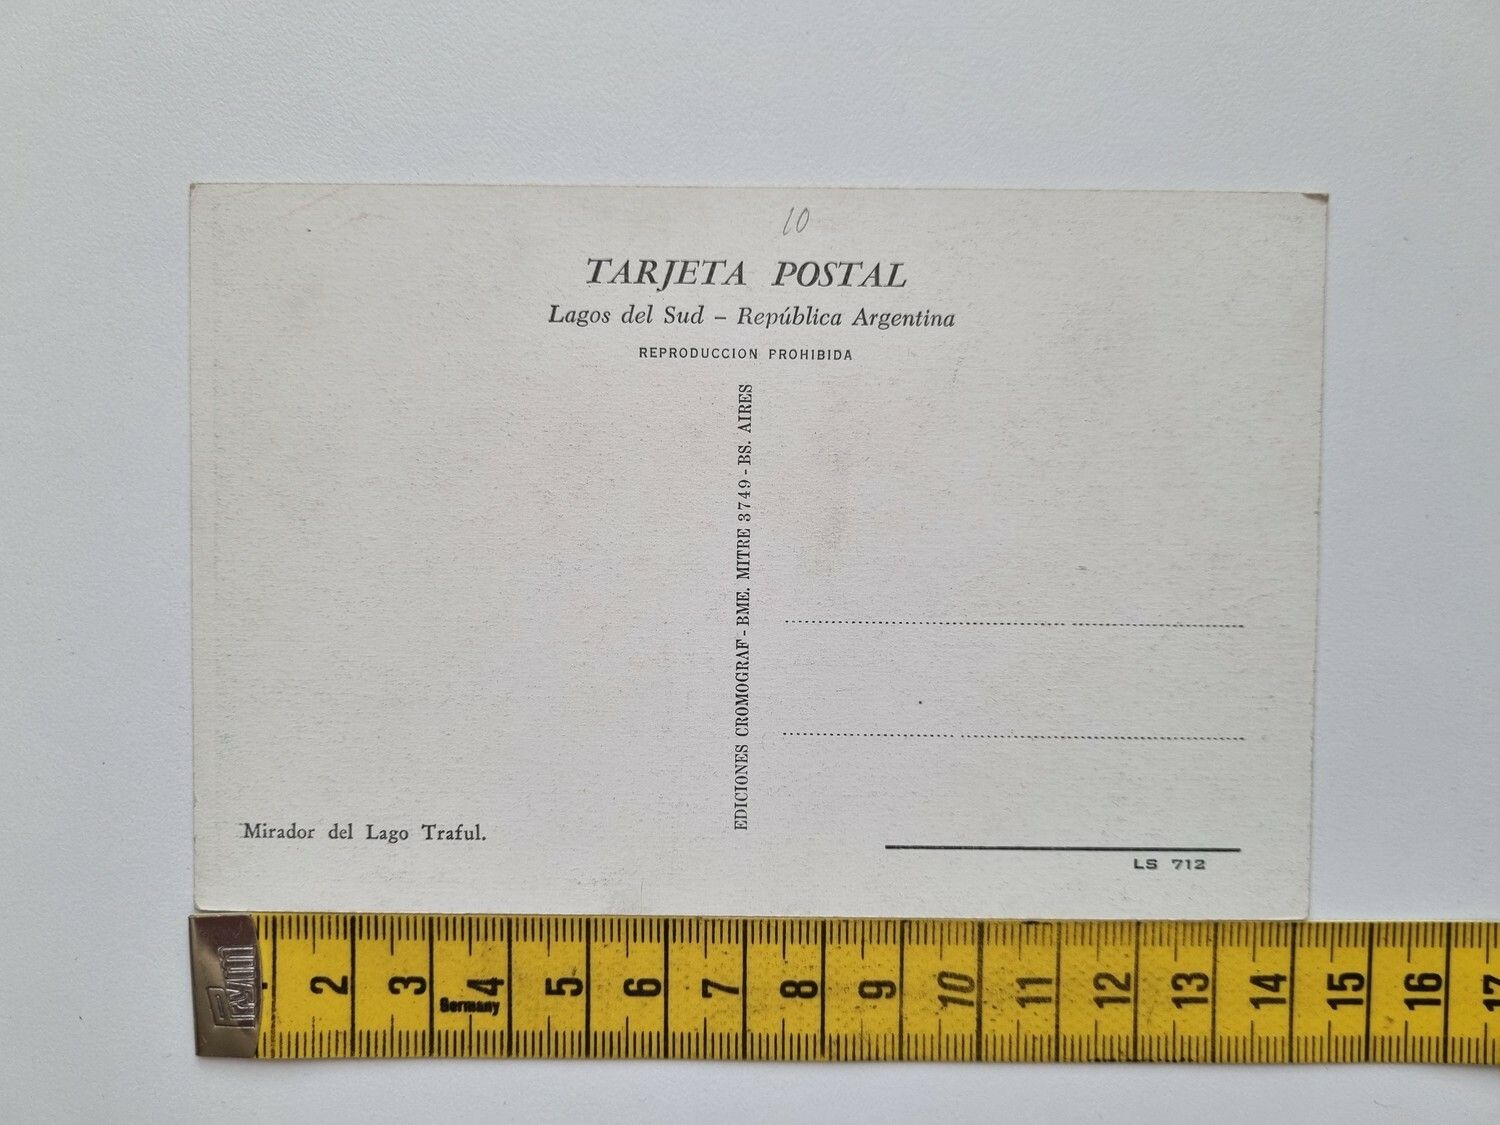 10
TARJETA POSTAL
Lagos del Sud – República Argentina
REPRODUCCION PROHIBIDA
EDICIONES CROMOGRAF - BME. MITRE 3749 - BS. AIRES
Mirador del Lago Traful.
LS 712
2 3 4 5 6 7 8 9 10 11 12 13 14 15 16 17
Germany